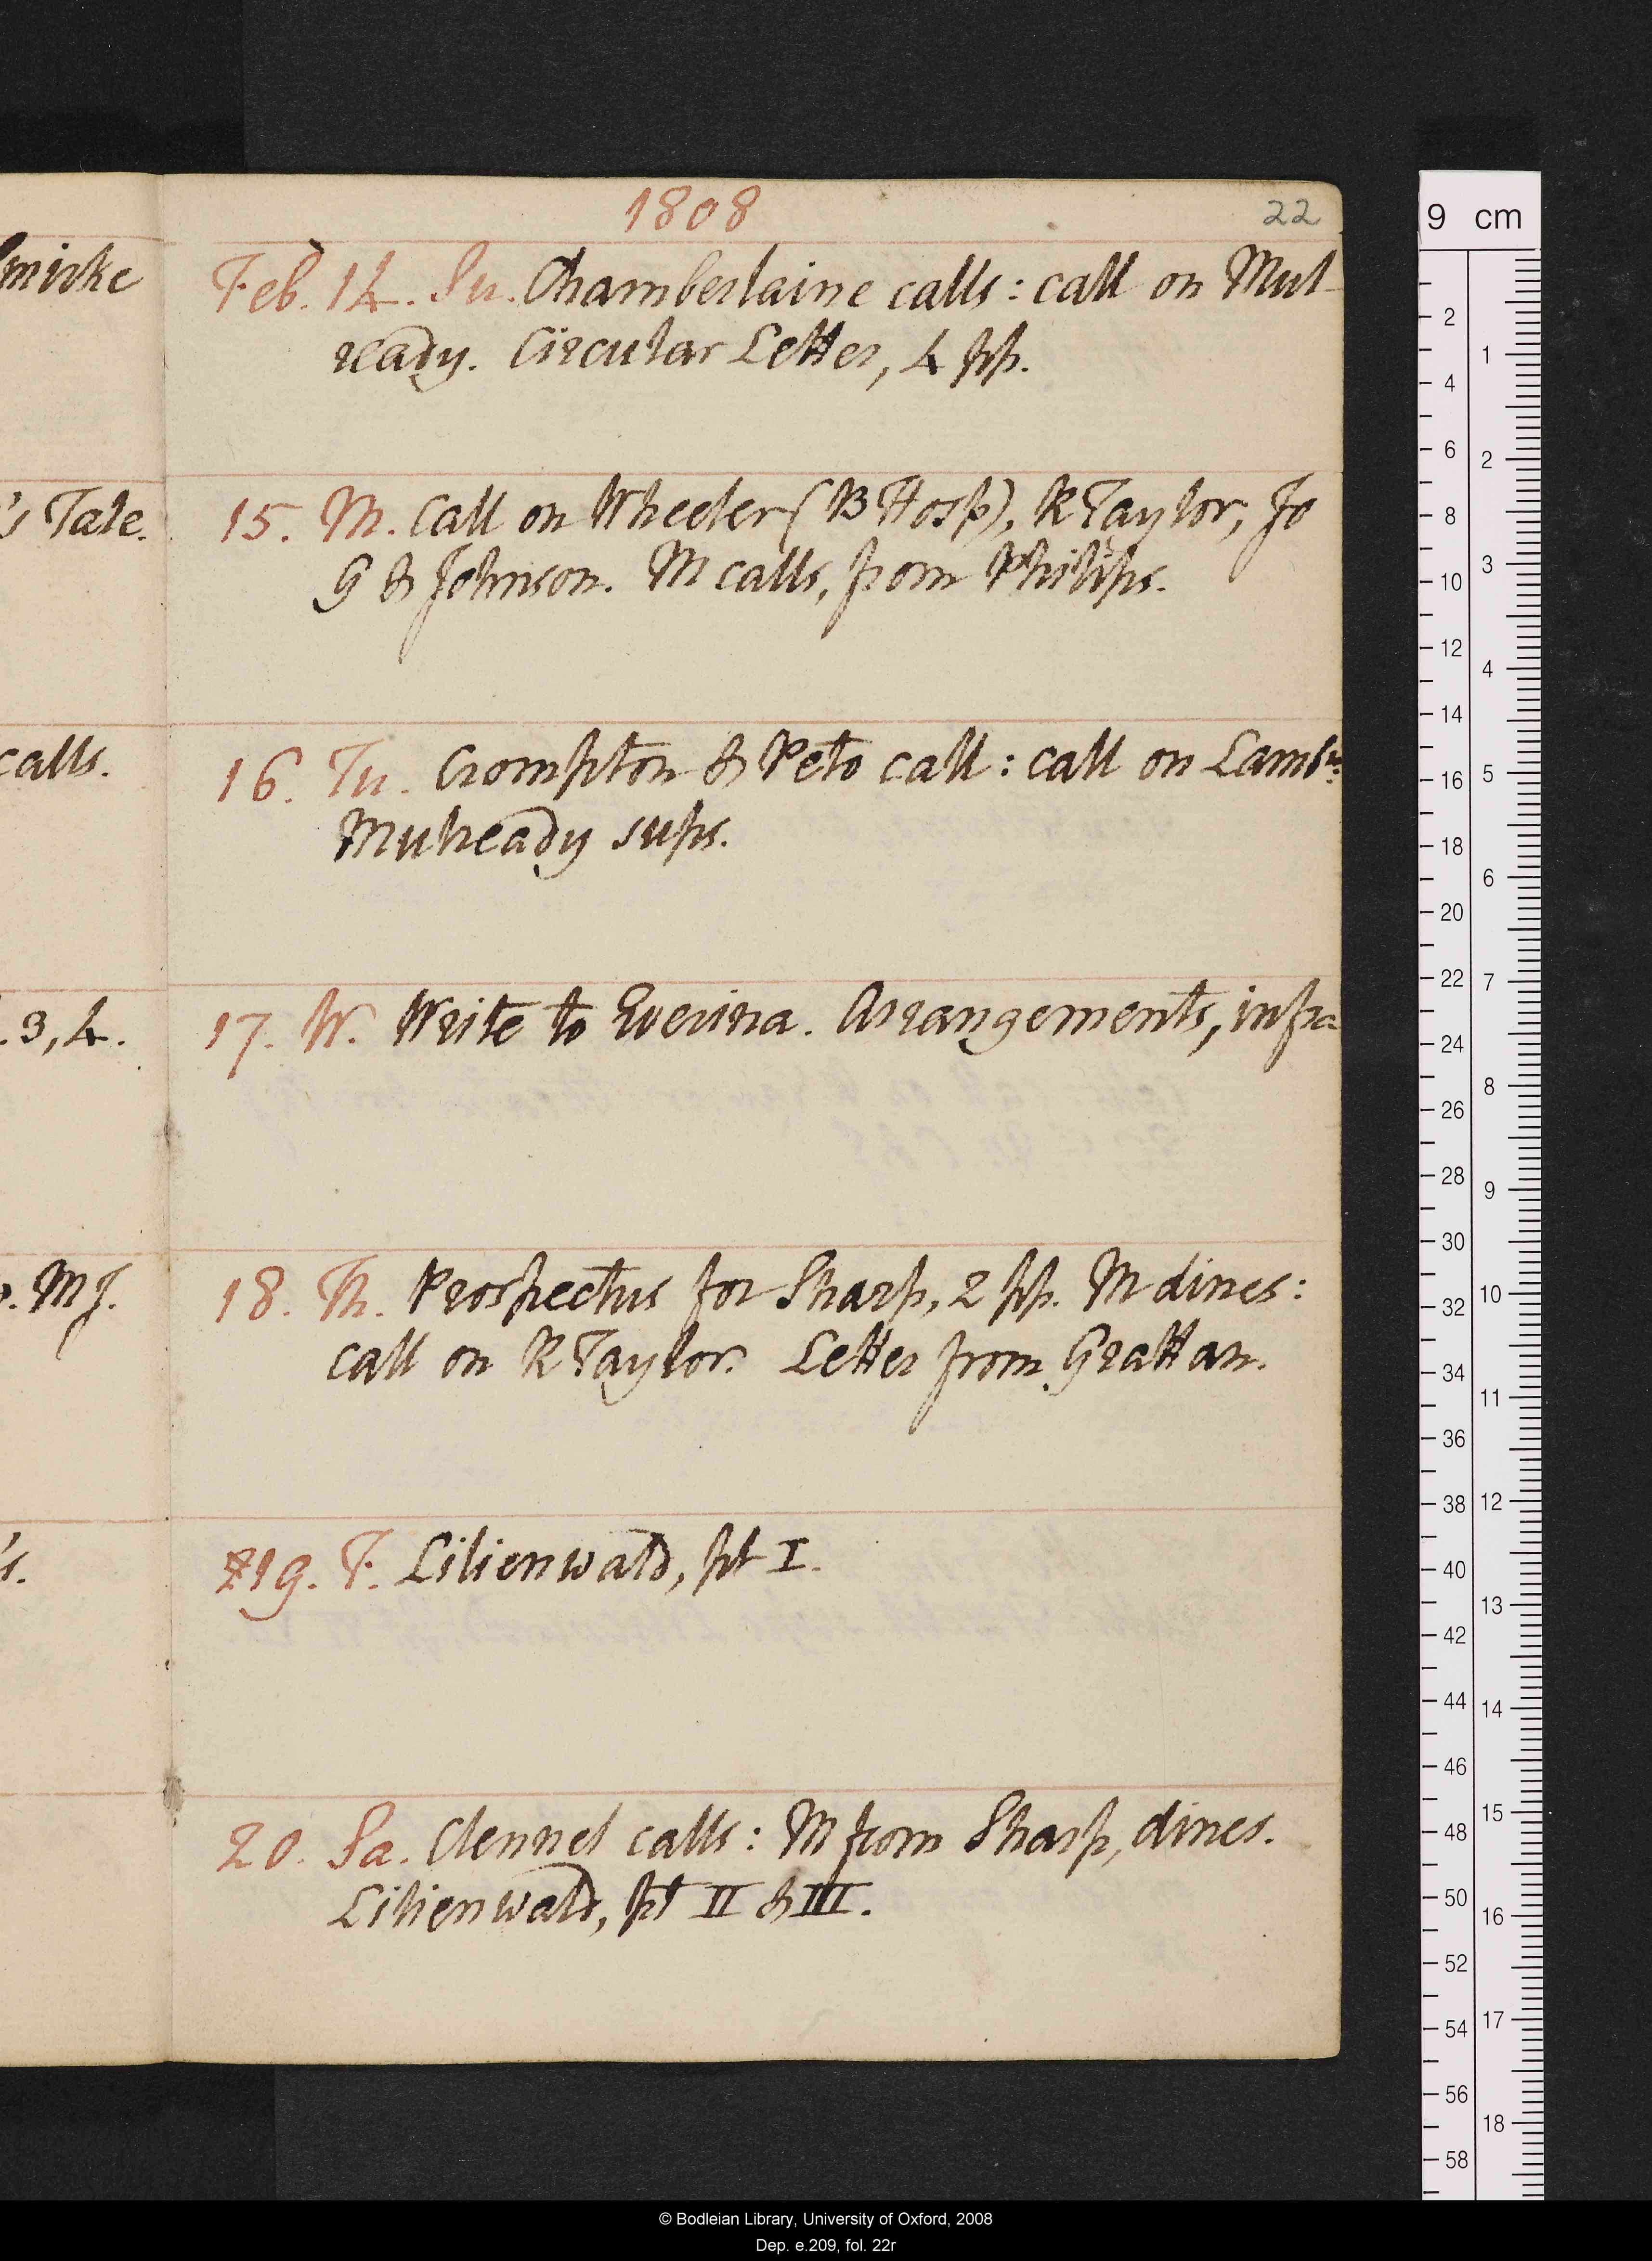 1808
22
Feb. 14. Su. Chamberlaine calls: call on Mul-
ready. Circular Letter, 4 pp.
15. M. Call on Wheeler (B Hosp), R Taylor, Jo
G & Johnson. M calls, from Philips.
16. Tu. Crompton & Peto call: call on Lambn:
Mulready sups.
17. W. Write to Everina. Arrangements, infra
18. Th. Prospectus for Sharp, 2 pp. M dines:
call on R Taylor. Letter from Grattan.
19. F. Lilienwald, pt I.
20. Sa. Clennel calls: M from Sharp, dines.
Lilienwald, pt II & III.
mirke
's Tale.
calls.
. 3, 4.
. M J.
's.
9 cm
2
4
6
8
10
12
14
16
18
20
22
24
26
28
30
32
34
36
38
40
42
44
46
48
50
52
54
56
58
1
2
3
4
5
6
7
8
9
10
11
12
13
14
15
16
17
18
© Bodleian Library, University of Oxford, 2008
Dep. e.209, fol. 22r